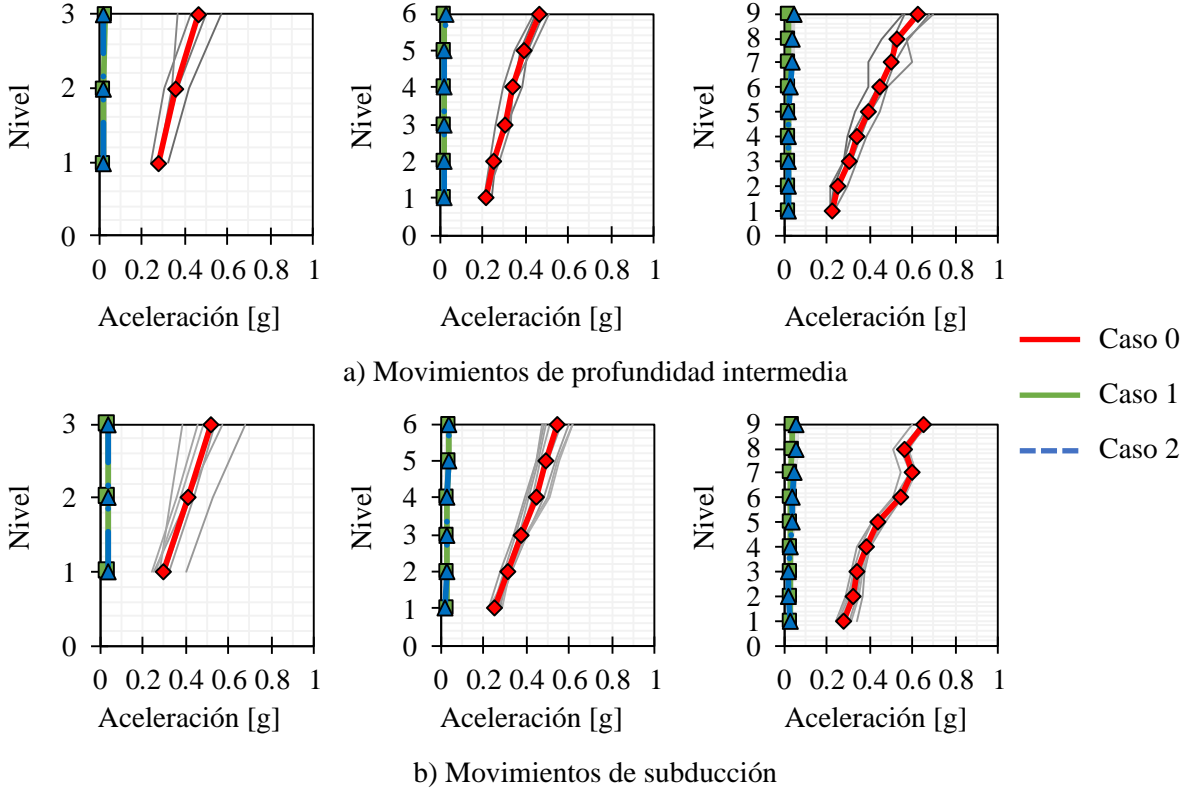 3
2
1
0
Nivel
0 0.2 0.4 0.6 0.8 1
Aceleración [g]
6
5
4
3
2
1
0
Nivel
0 0.2 0.4 0.6 0.8 1
Aceleración [g]
9
8
7
6
5
4
3
2
1
0
Nivel
0 0.2 0.4 0.6 0.8 1
Aceleración [g]
a) Movimientos de profundidad intermedia
Caso 0
Caso 1
Caso 2
3
2
1
0
Nivel
0 0.2 0.4 0.6 0.8 1
Aceleración [g]
6
5
4
3
2
1
0
Nivel
0 0.2 0.4 0.6 0.8 1
Aceleración [g]
9
8
7
6
5
4
3
2
1
0
Nivel
0 0.2 0.4 0.6 0.8 1
Aceleración [g]
b) Movimientos de subducción